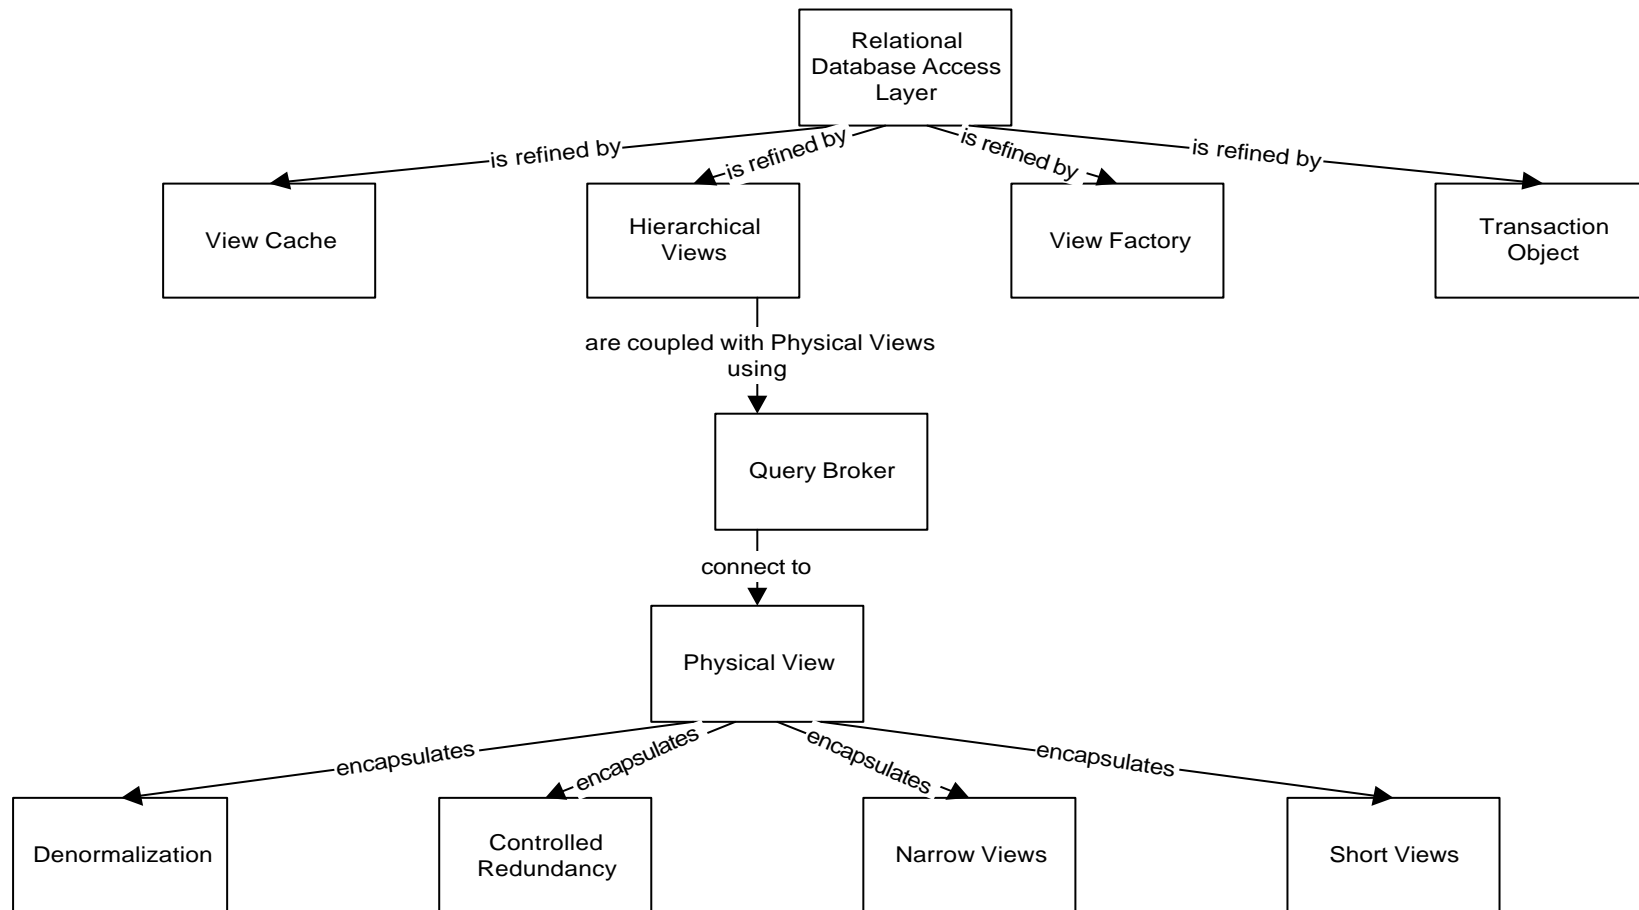 Relational
Database Access
Layer
is refined by
is refined by
is refined by
is refined by
View Cache
Hierarchical
Views
View Factory
Transaction
Object
are coupled with Physical Views
using
Query Broker
connect to
Physical View
encapsulates
encapsulates
encapsulates
encapsulates
Denormalization
Controlled
Redundancy
Narrow Views
Short Views